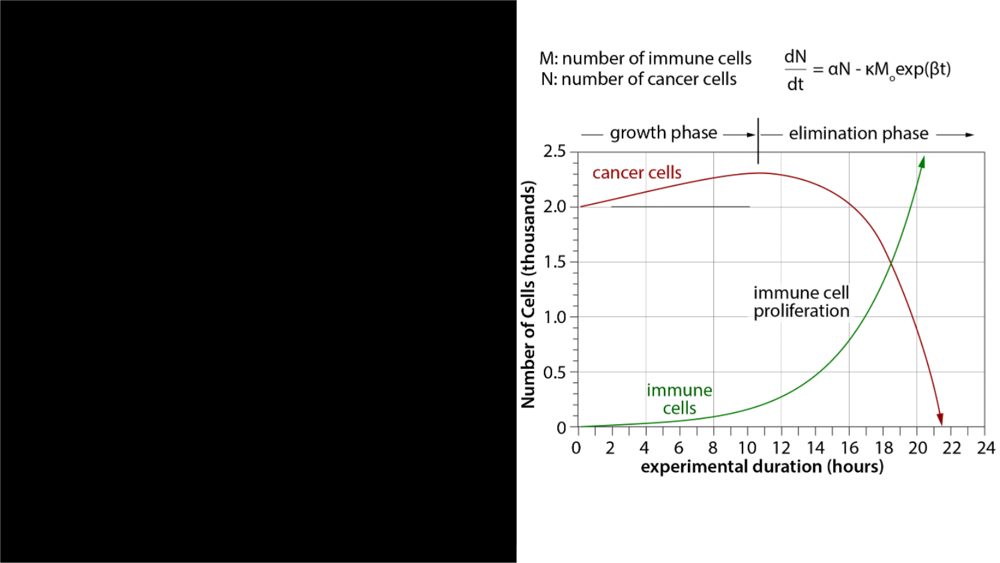 M: number of immune cells
N: number of cancer cells
dN
dt
= αN - κMₒexp(βt)
growth phase
elimination phase
2.5
2.0
1.5
1.0
0.5
0
Number of Cells (thousands)
cancer cells
immune cell
proliferation
immune
cells
0 2 4 6 8 10 12 14 16 18 20 22 24
experimental duration (hours)